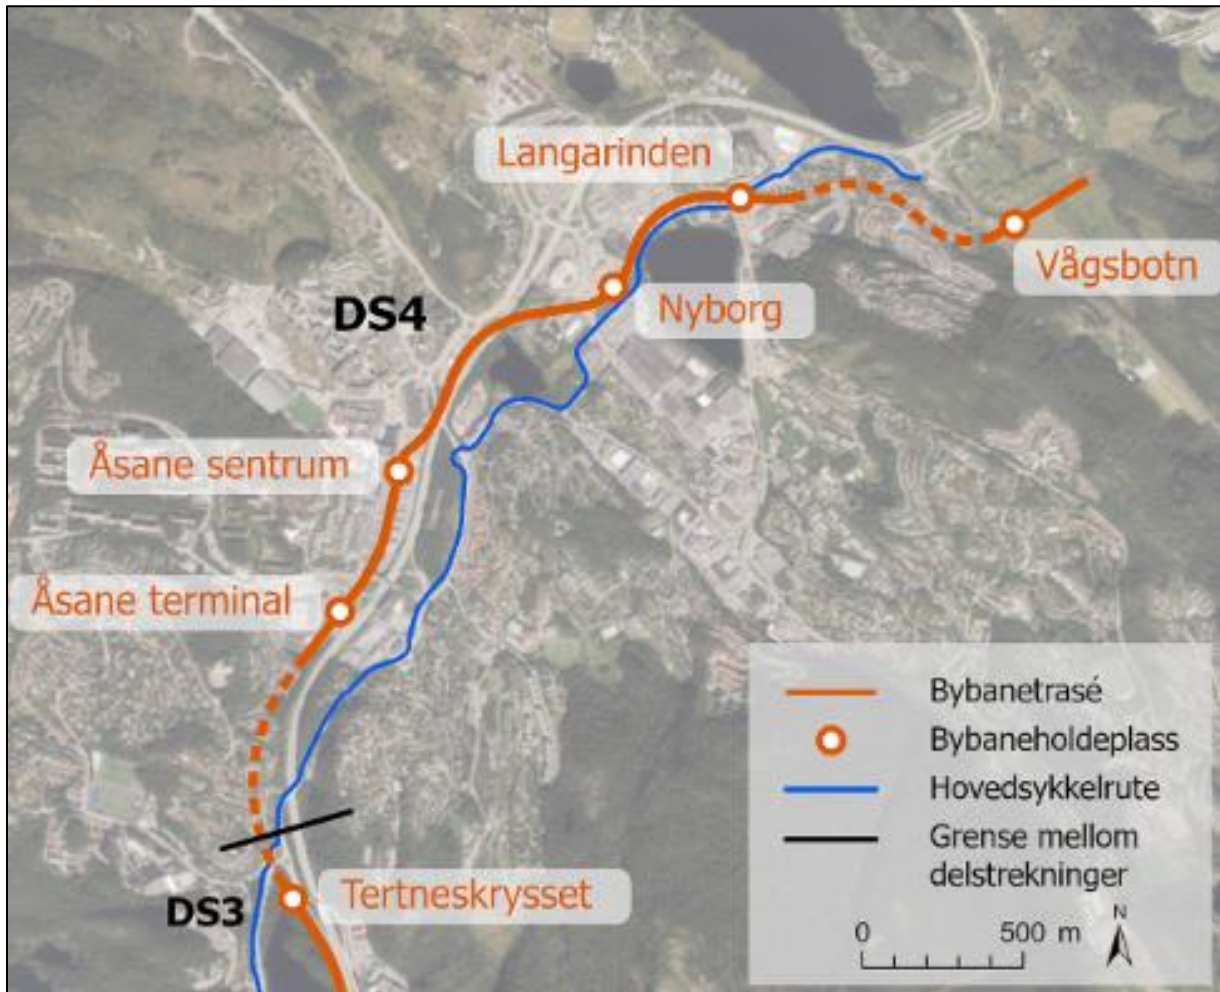 Langarinden
Vågsbotn
Nyborg
DS4
Åsane sentrum
Åsane terminal
Tertneskrysset
DS3
Bybanetrasé
Bybaneholdeplass
Hovedsykkelrute
Grense mellom
delstrekninger
0 500 m
N